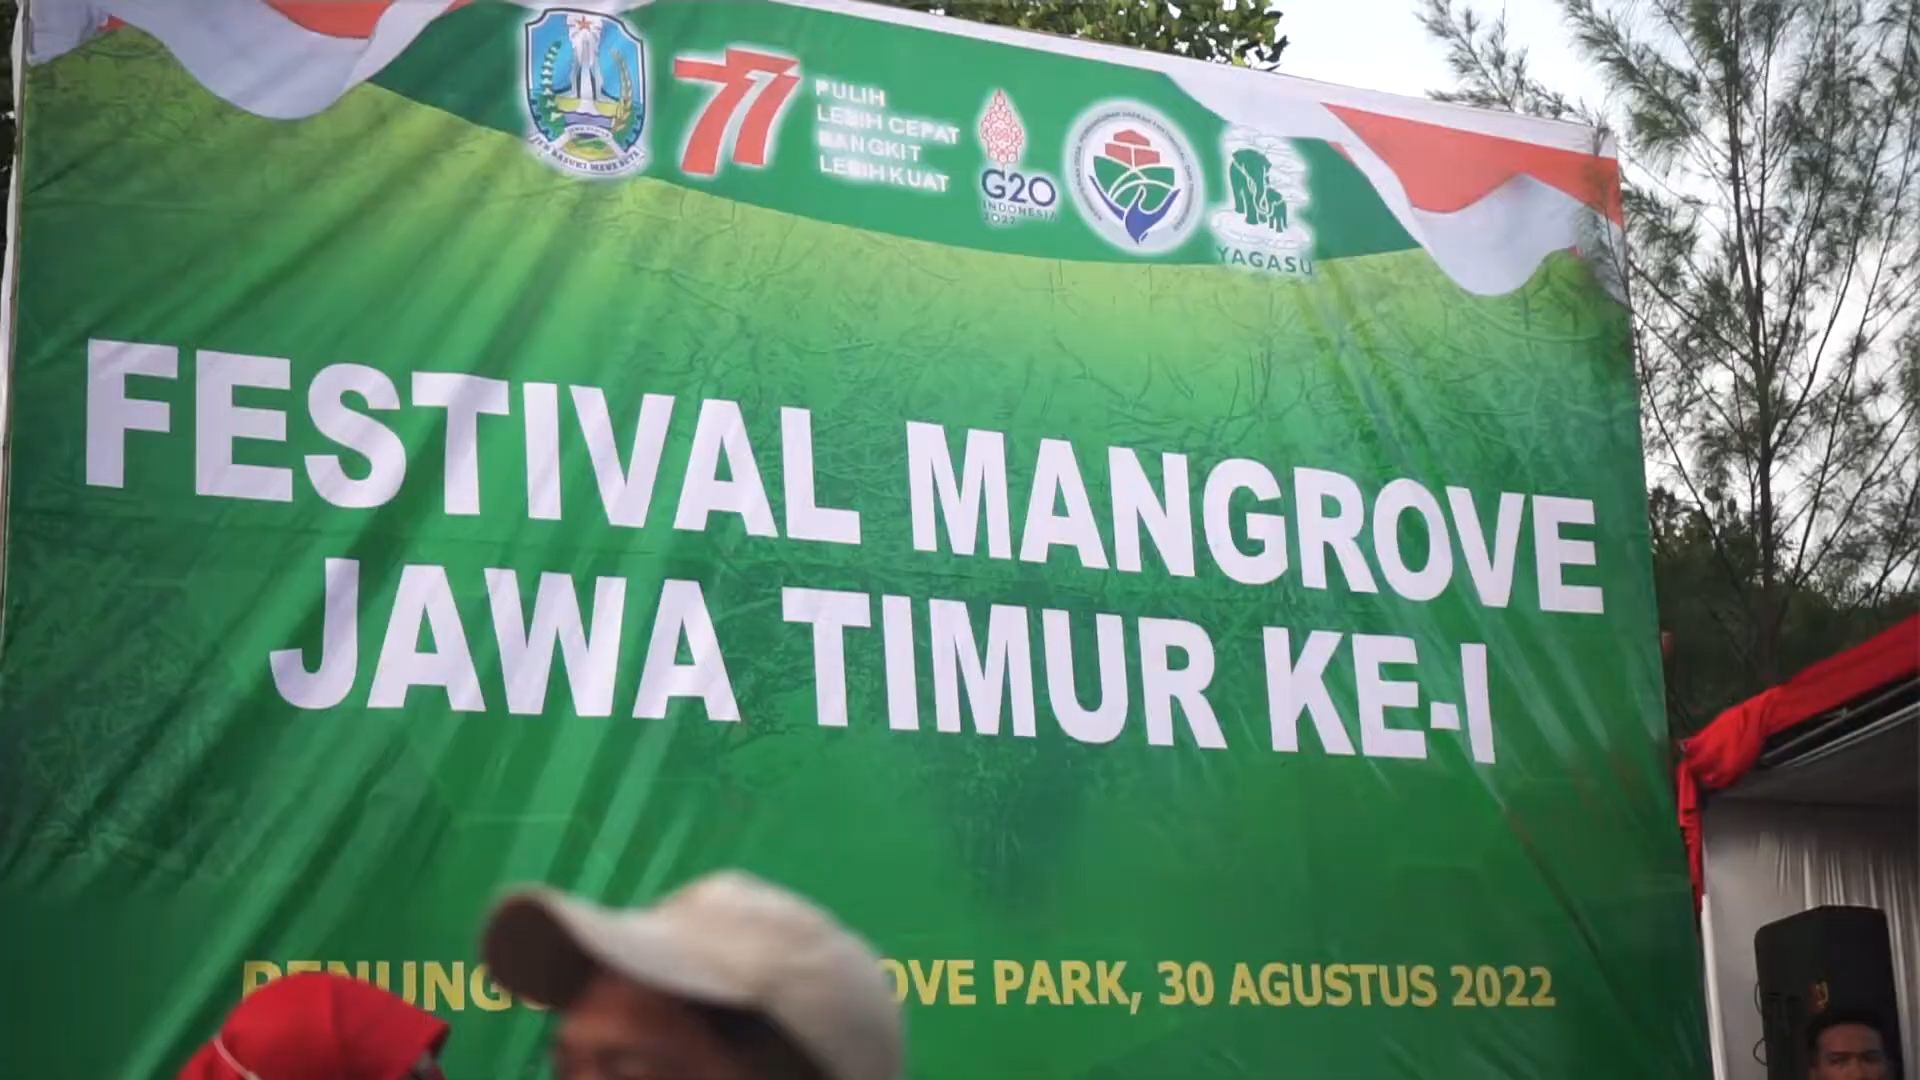 PULIH
LEBIH CEPAT
BANGKIT
LEBIH KUAT
77
G20
INDONESIA
2022
YAGASU
FESTIVAL MANGROVE
JAWA TIMUR KE-I
PARK, 30 AGUSTUS 2022